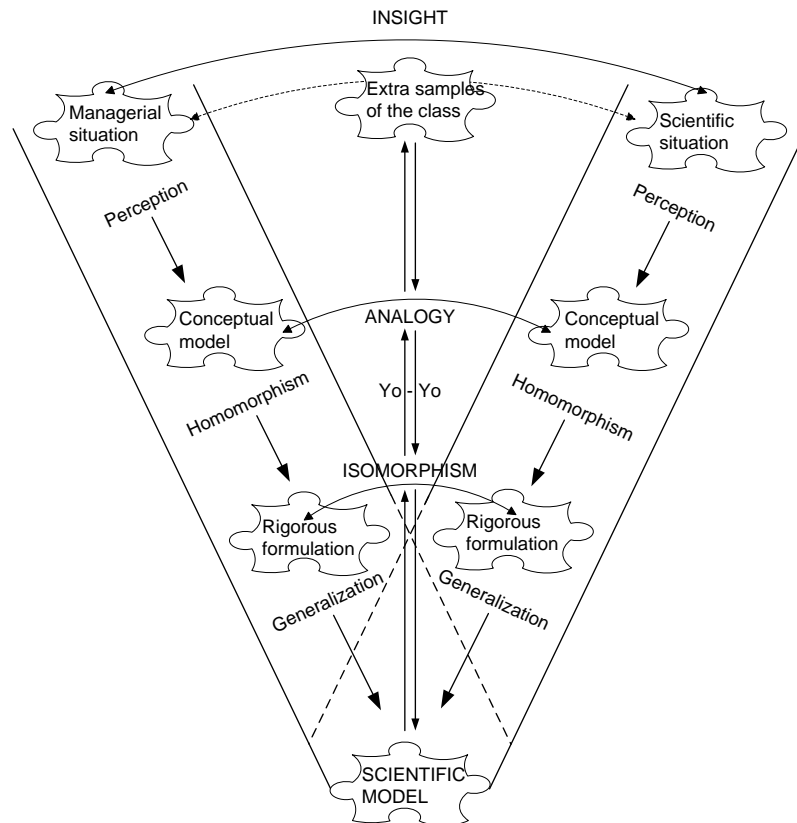 INSIGHT
Managerial
situation
Extra samples
of the class
Scientific
situation
Perception
Perception
Conceptual
model
ANALOGY
Conceptual
model
Yo - Yo
Homomorphism
Homomorphism
ISOMORPHISM
Rigorous
formulation
Rigorous
formulation
Generalization
Generalization
SCIENTIFIC
MODEL